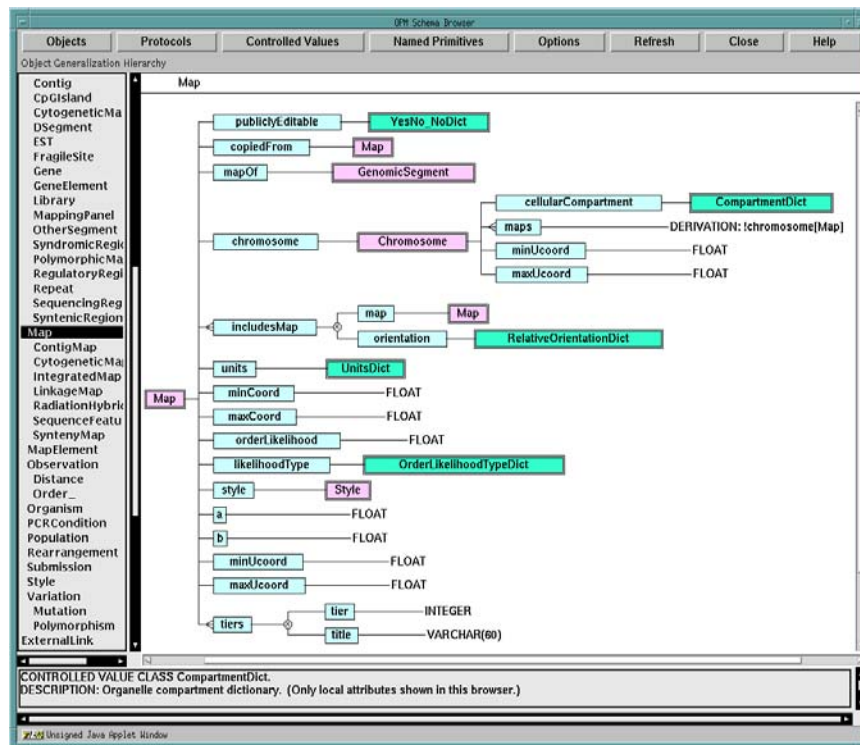 OPM Schema Browser
Objects Protocols Controlled Values Named Primitives Options Refresh Close Help
Object Generalization Hierarchy
Contig
CpGIsland
CytogeneticMa
DSegment
EST
FragileSite
Gene
GeneElement
Library
MappingPanel
OtherSegment
SyndromicRegio
PolymorphicMa
RegulatoryRegi
Repeat
SequencingReg
SyntenicRegion
Map
ContigMap
CytogeneticMa
IntegratedMap
LinkageMap
RadiationHybric
SequenceFeatu
SyntenyMap
MapElement
Observation
Distance
Order_
Organism
PCRCondition
Population
Rearrangement
Submission
Style
Variation
Mutation
Polymorphism
ExternalLink
Map
Map
publiclyEditable YesNo_NoDict
copiedFrom Map
mapOf GenomicSegment
chromosome Chromosome
cellularCompartment CompartmentDict
maps DERIVATION: !chromosome[Map]
minUcoord FLOAT
maxUcoord FLOAT
includesMap
map Map
orientation RelativeOrientationDict
units UnitsDict
minCoord FLOAT
maxCoord FLOAT
orderLikelihood FLOAT
likelihoodType OrderLikelihoodTypeDict
style Style
a FLOAT
b FLOAT
minUcoord FLOAT
maxUcoord FLOAT
tiers
tier INTEGER
title VARCHAR(60)
CONTROLLED VALUE CLASS CompartmentDict.
DESCRIPTION: Organelle compartment dictionary. (Only local attributes shown in this browser.)
Unsigned Java Applet Window